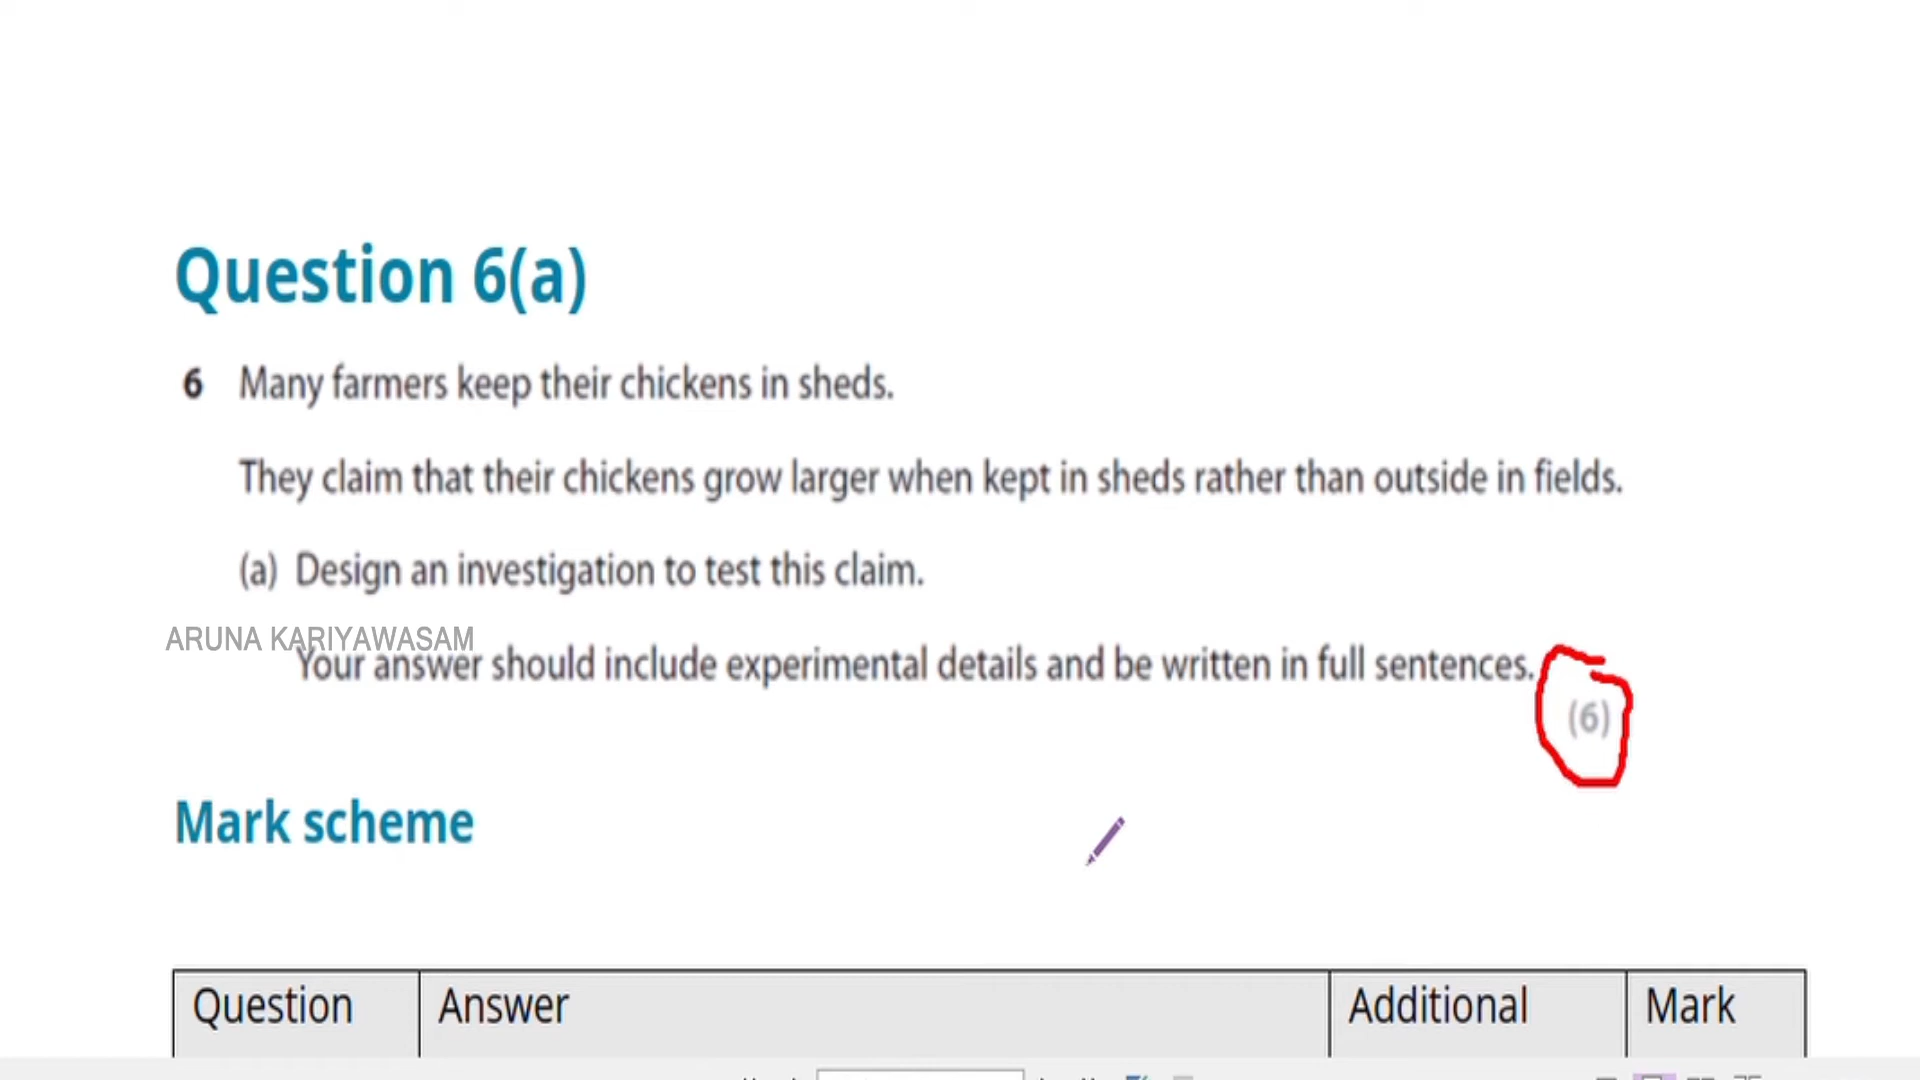 Question 6(a)
6 Many farmers keep their chickens in sheds.
They claim that their chickens grow larger when kept in sheds rather than outside in fields.
(a) Design an investigation to test this claim.
ARUNA KARIYAWASAM
Your answer should include experimental details and be written in full sentences.
(6)
Mark scheme
Question Answer Additional Mark